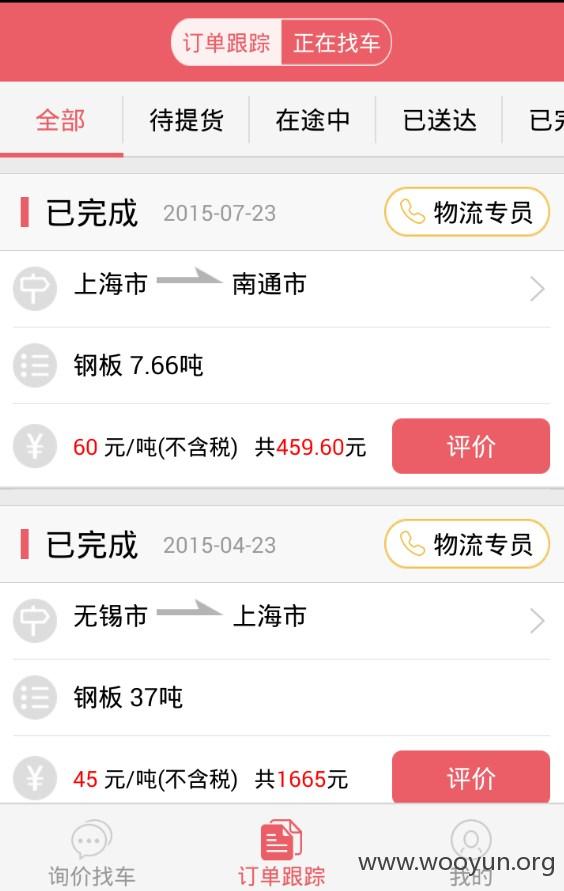 订单跟踪 正在找车
全部 待提货 在途中 已送达 已完
已完成 2015-07-23 物流专员
上海市 南通市
钢板 7.66吨
¥ 60 元/吨(不含税) 共459.60元 评价
已完成 2015-04-23 物流专员
无锡市 上海市
钢板 37吨
¥ 45 元/吨(不含税) 共1665元 评价
www.wooyun.org
询价找车 订单跟踪 我的